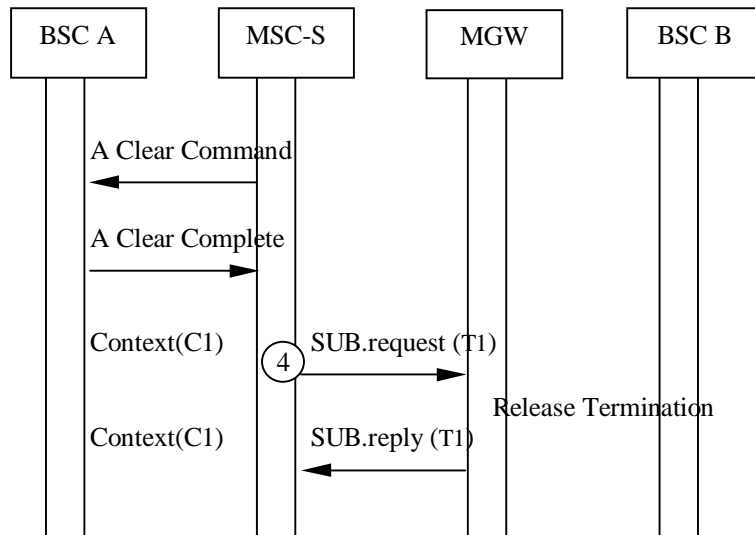 BSC A MSC-S MGW BSC B
A Clear Command
A Clear Complete
Context(C1) 4 SUB.request (T1)
Release Termination
Context(C1) SUB.reply (T1)